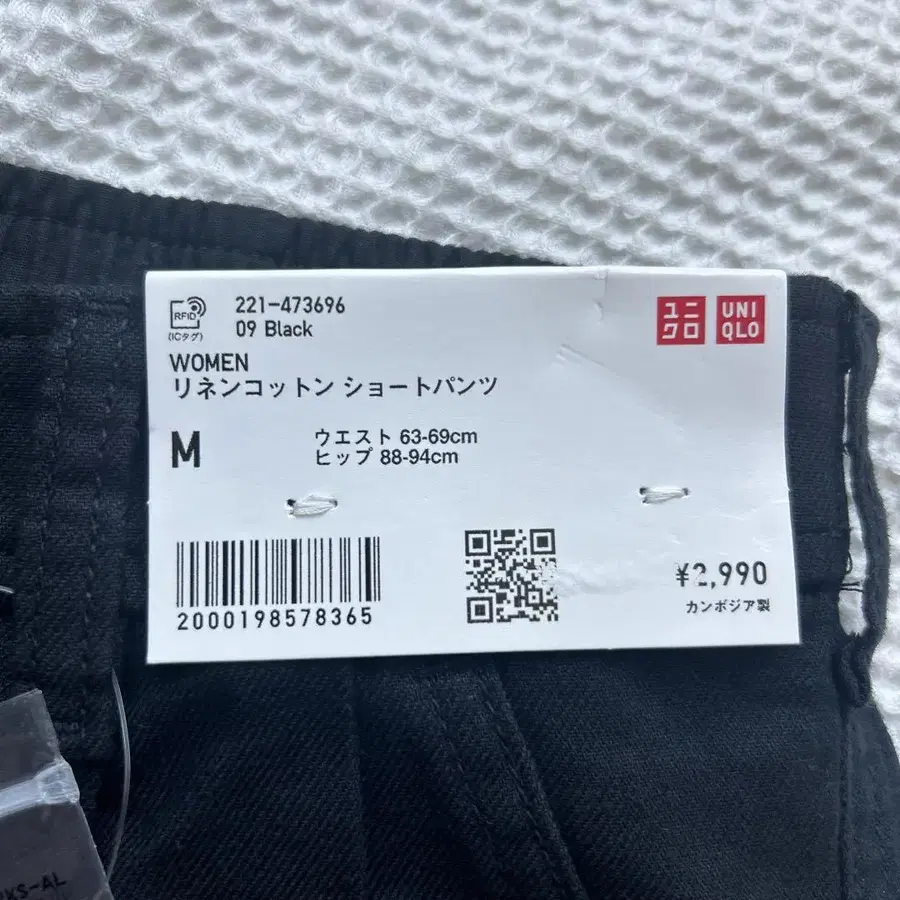 RFID
(ICタグ)
221-473696
09 Black
ユニ
クロ
UNI
QLO
WOMEN
リネンコットン ショートパンツ
M
ウエスト 63-69cm
ヒップ 88-94cm
2000198578365
¥2,990
カンボジア製